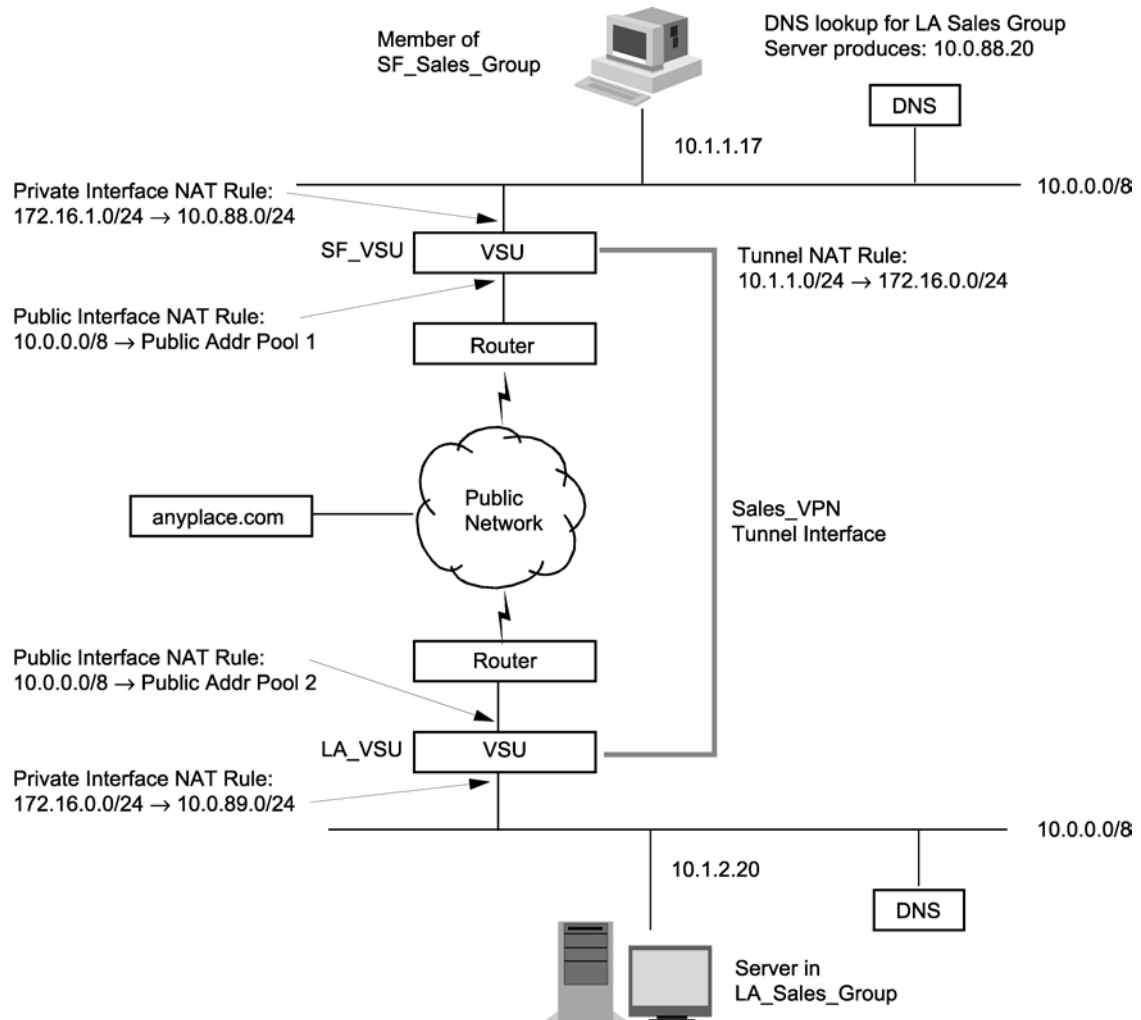 Member of
SF_Sales_Group
DNS lookup for LA Sales Group
Server produces: 10.0.88.20
DNS
10.1.1.17
10.0.0.0/8
Private Interface NAT Rule:
172.16.1.0/24 → 10.0.88.0/24
SF_VSU
VSU
Tunnel NAT Rule:
10.1.1.0/24 → 172.16.0.0/24
Public Interface NAT Rule:
10.0.0.0/8 → Public Addr Pool 1
Router
anyplace.com
Public
Network
Sales_VPN
Tunnel Interface
Router
Public Interface NAT Rule:
10.0.0.0/8 → Public Addr Pool 2
LA_VSU
VSU
Private Interface NAT Rule:
172.16.0.0/24 → 10.0.89.0/24
10.0.0.0/8
10.1.2.20
DNS
Server in
LA_Sales_Group